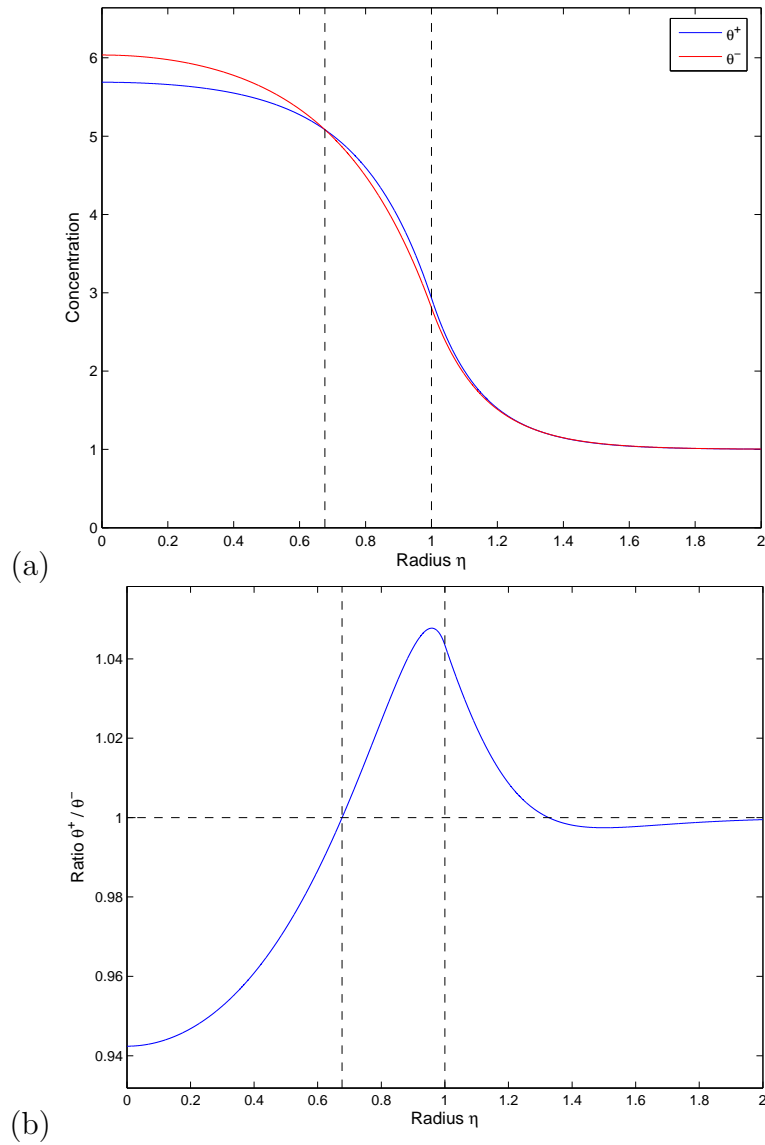 θ⁺
θ⁻
6
5
4
3
2
1
0
Concentration
0 0.2 0.4 0.6 0.8 1 1.2 1.4 1.6 1.8 2
Radius η
(a)
1.04
1.02
1
0.98
0.96
0.94
Ratio θ⁺ / θ⁻
0 0.2 0.4 0.6 0.8 1 1.2 1.4 1.6 1.8 2
Radius η
(b)